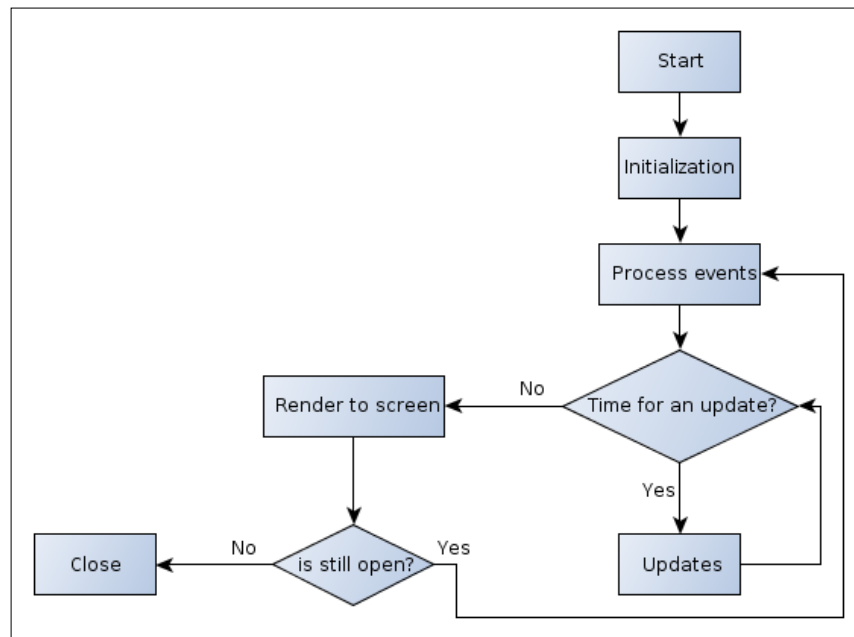 Start
Initialization
Process events
Time for an update?
No
Render to screen
Yes
Updates
is still open?
No
Yes
Close